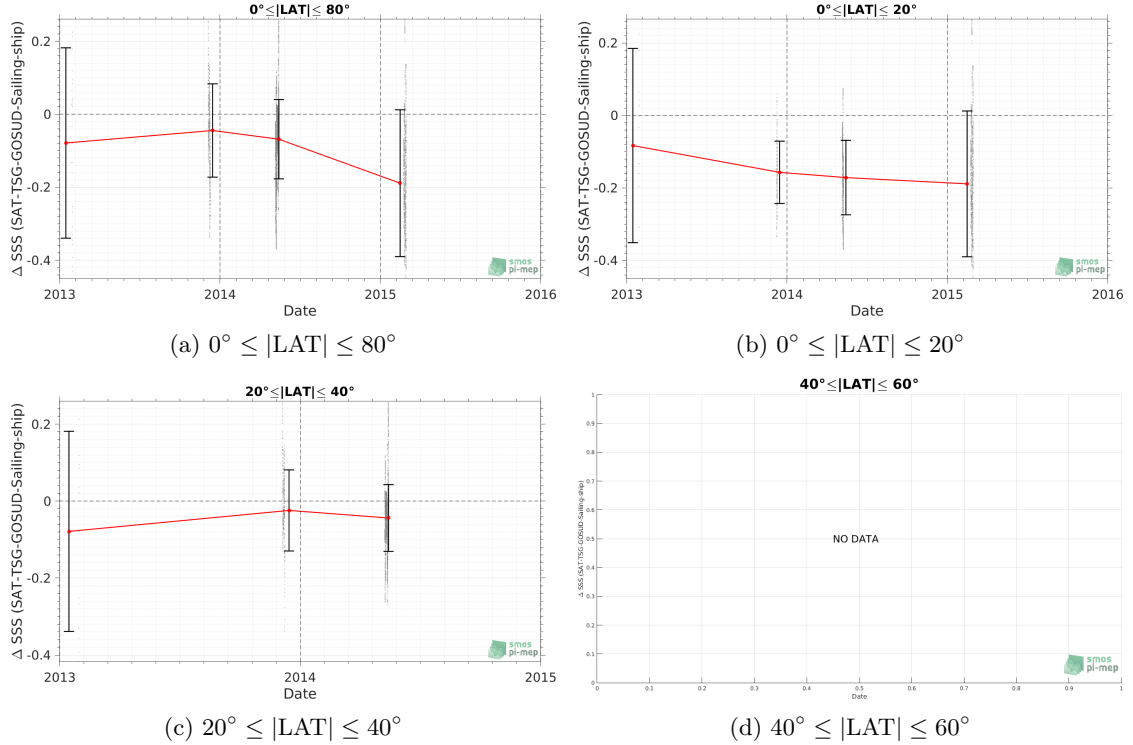 0°≤|LAT|≤ 80°
Δ SSS (SAT-TSG-GOSUD-Sailing-ship)
0.2
0
-0.2
-0.4
2013 2014 2015 2016
Date
smos
pi-mep
(a) 0° ≤ |LAT| ≤ 80°
0°≤|LAT|≤ 20°
Δ SSS (SAT-TSG-GOSUD-Sailing-ship)
0.2
0
-0.2
-0.4
2013 2014 2015 2016
Date
smos
pi-mep
(b) 0° ≤ |LAT| ≤ 20°
20°≤|LAT|≤ 40°
Δ SSS (SAT-TSG-GOSUD-Sailing-ship)
0.2
0
-0.2
-0.4
2013 2014 2015
Date
smos
pi-mep
(c) 20° ≤ |LAT| ≤ 40°
40°≤|LAT|≤ 60°
Δ SSS (SAT-TSG-GOSUD-Sailing-ship)
1
0.9
0.8
0.7
0.6
0.5
0.4
0.3
0.2
0.1
0
NO DATA
0 0.1 0.2 0.3 0.4 0.5 0.6 0.7 0.8 0.9 1
Date
smos
pi-mep
(d) 40° ≤ |LAT| ≤ 60°